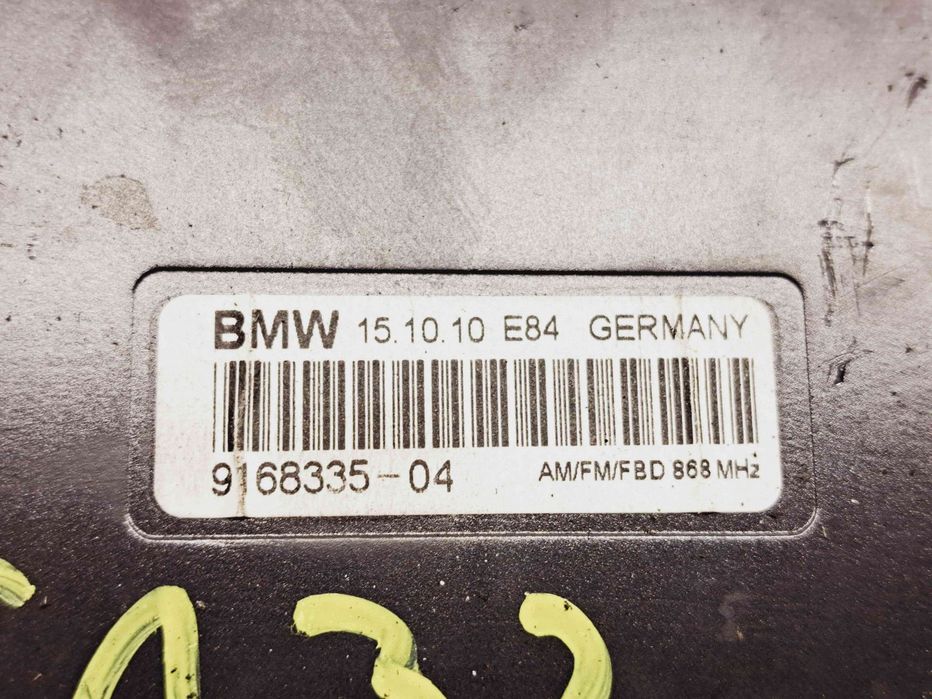 BMW 15.10.10 E84 GERMANY
9168335-04 AM/FM/FBD 868 MHz